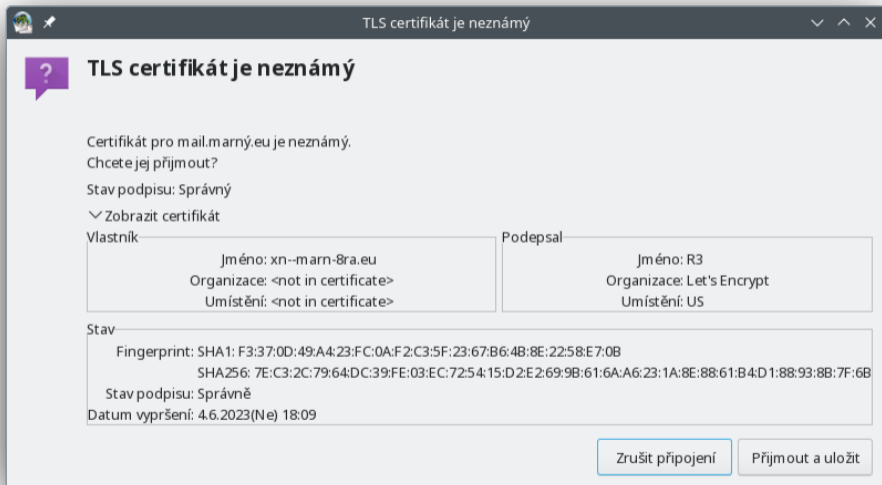 TLS certifikát je neznámý
TLS certifikát je neznámý
Certifikát pro mail.marný.eu je neznámý.
Chcete jej přijmout?
Stav podpisu: Správný
Zobrazit certifikát
Vlastník
Jméno: xn--marn-8ra.eu
Organizace: <not in certificate>
Umístění: <not in certificate>
Podepsal
Jméno: R3
Organizace: Let's Encrypt
Umístění: US
Stav
Fingerprint: SHA1: F3:37:0D:49:A4:23:FC:0A:F2:C3:5F:23:67:B6:4B:8E:22:58:E7:0B
SHA256: 7E:C3:2C:79:64:DC:39:FE:03:EC:72:54:15:D2:E2:69:9B:61:6A:A6:23:1A:8E:88:61:B4:D1:88:93:8B:7F:6B
Stav podpisu: Správně
Datum vypršení: 4.6.2023(Ne) 18:09
Zrušit připojení
Přijmout a uložit